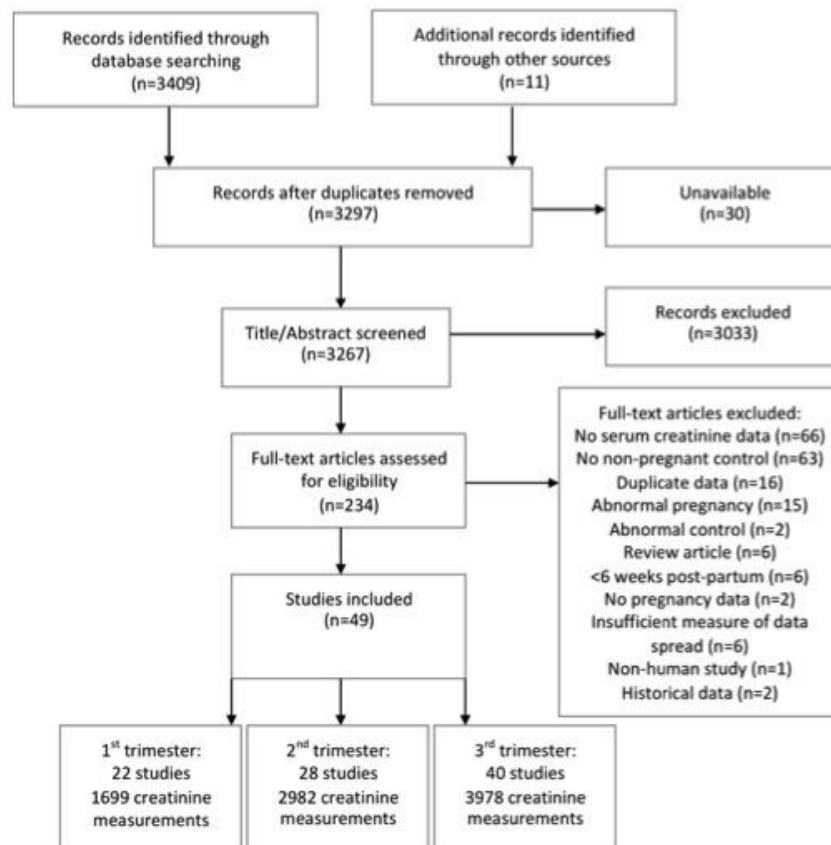 Records identified through
database searching
(n=3409)
Additional records identified
through other sources
(n=11)
Records after duplicates removed
(n=3297)
Unavailable
(n=30)
Title/Abstract screened
(n=3267)
Records excluded
(n=3033)
Full-text articles assessed
for eligibility
(n=234)
Full-text articles excluded:
No serum creatinine data (n=66)
No non-pregnant control (n=63)
Duplicate data (n=16)
Abnormal pregnancy (n=15)
Abnormal control (n=2)
Review article (n=6)
<6 weeks post-partum (n=6)
No pregnancy data (n=2)
Insufficient measure of data
spread (n=6)
Non-human study (n=1)
Historical data (n=2)
Studies included
(n=49)
1st trimester:
22 studies
1699 creatinine
measurements
2nd trimester:
28 studies
2982 creatinine
measurements
3rd trimester:
40 studies
3978 creatinine
measurements